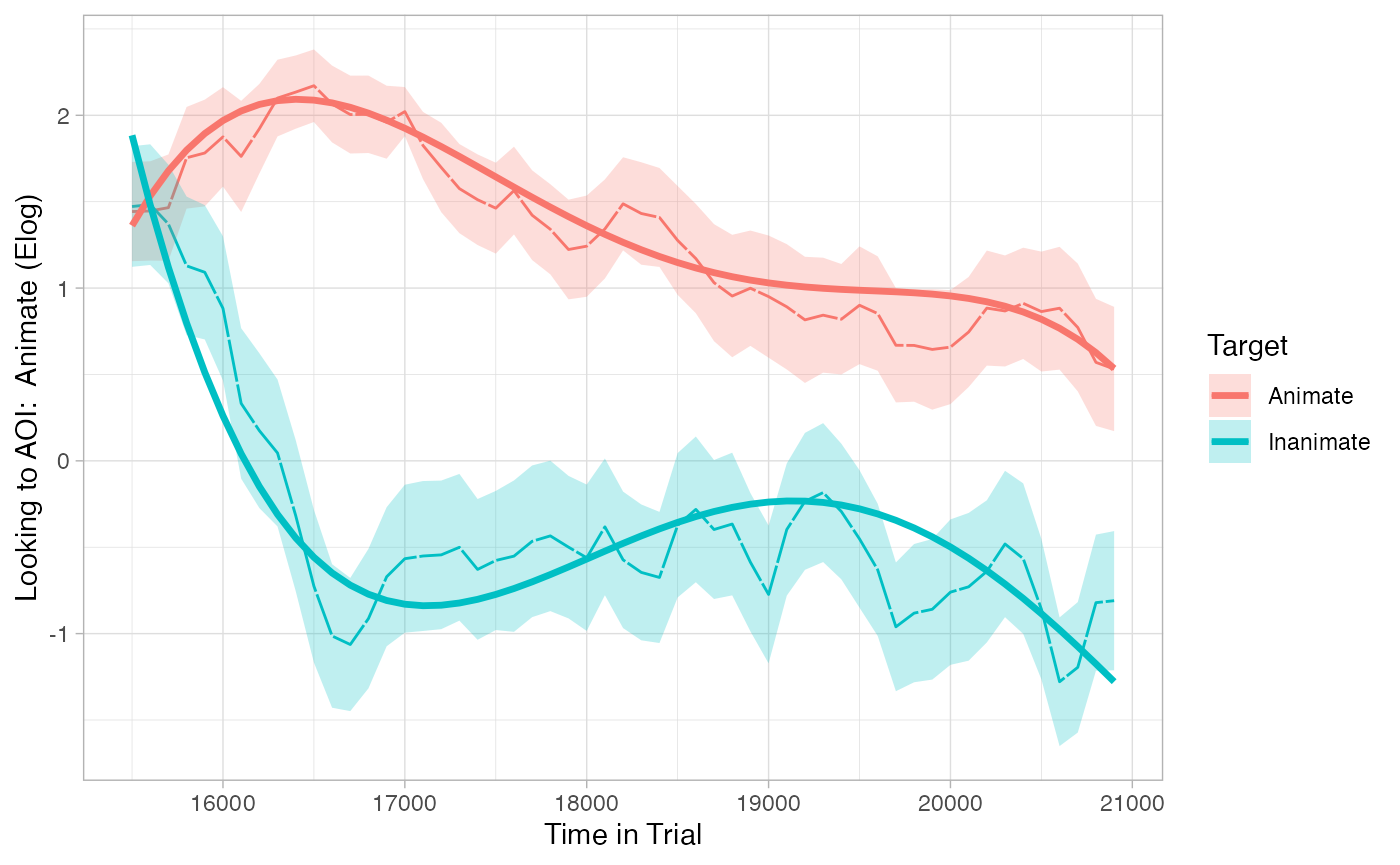 Looking to AOI:  Animate (Elog)
2
1
0
-1
16000 17000 18000 19000 20000 21000
Time in Trial
Target
Animate
Inanimate